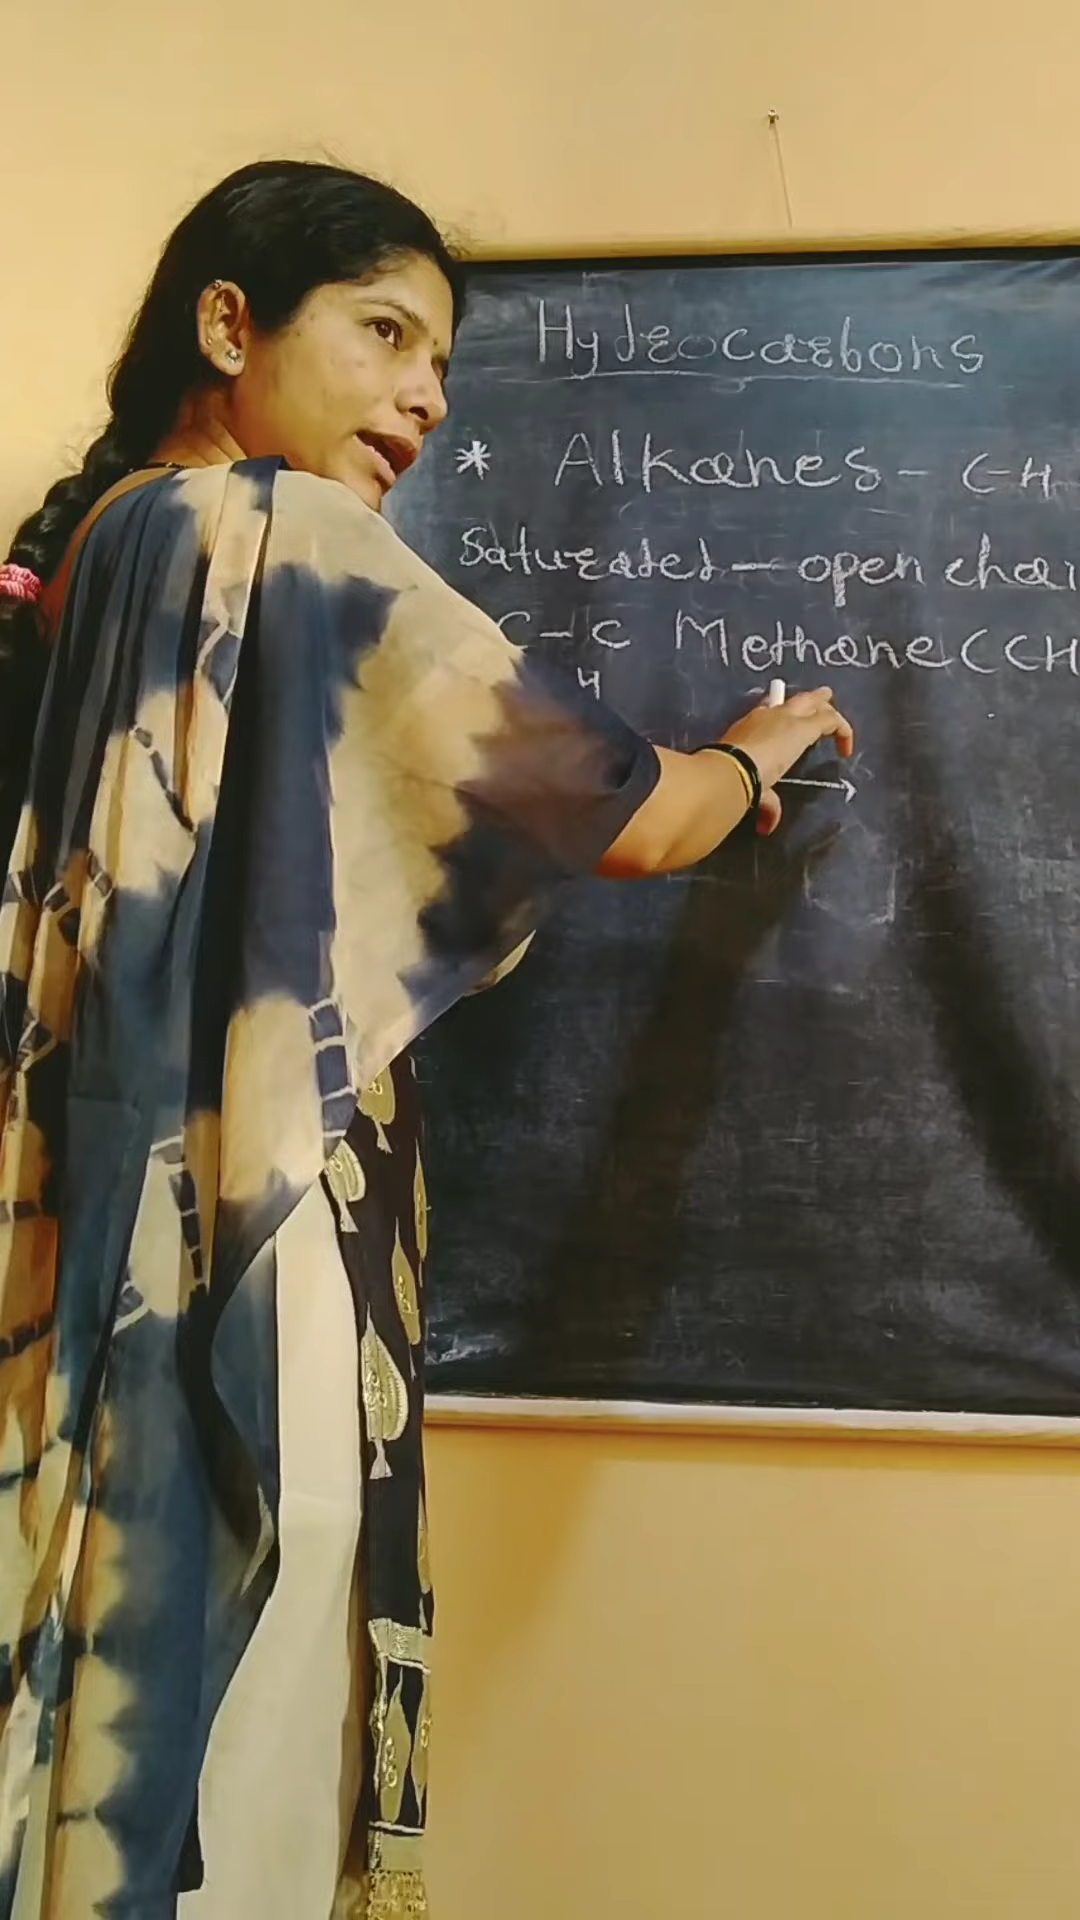 Hydrocarbons
* Alkanes - C-H
Saturated - open chai
C-C Methane (CH
4